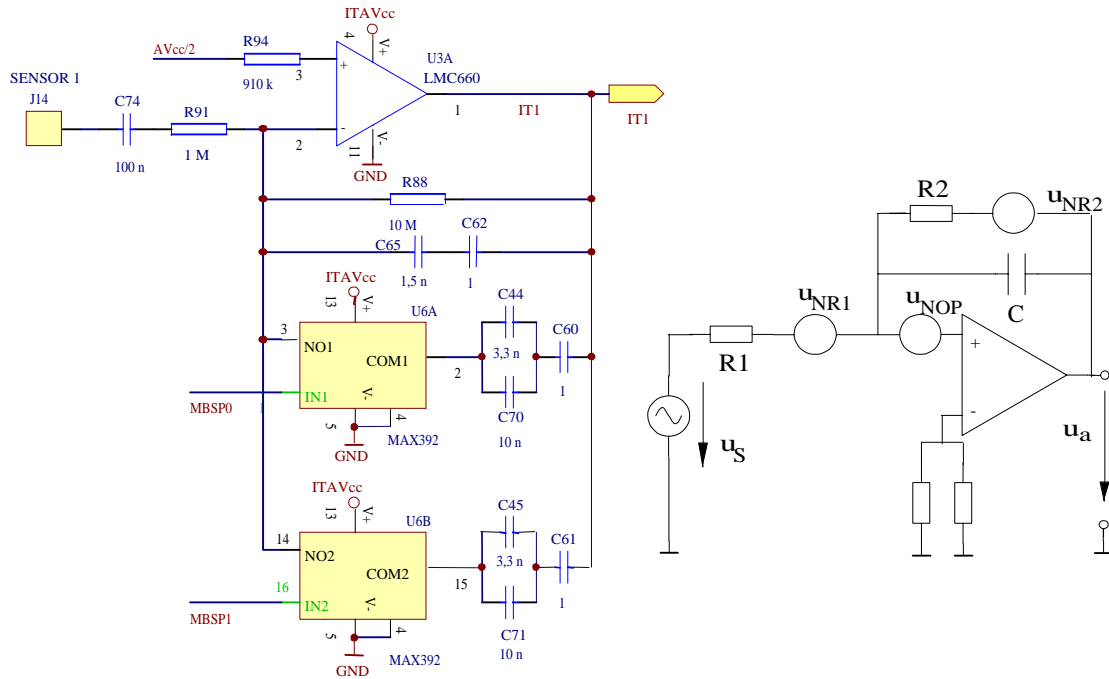 ITAVcc
4
V+
AVcc/2
R94
910 k
3
+
U3A
LMC660
SENSOR 1
J14
C74
100 n
R91
1 M
2
-
1
IT1
IT1
V-
11
GND
R88
10 M
C65
C62
1,5 n
1
ITAVcc
13
V+
U6A
3
NO1
COM1
2
C44
3,3 n
C60
1
C70
10 n
MBSP0
1
IN1
V-
5
4
GND
MAX392
ITAVcc
13
V+
U6B
14
NO2
COM2
15
C45
3,3 n
C61
1
C71
10 n
16
MBSP1
IN2
V-
5
4
GND
MAX392
R2
uNR2
uNR1
uNOP
C
R1
+
-
uS
ua